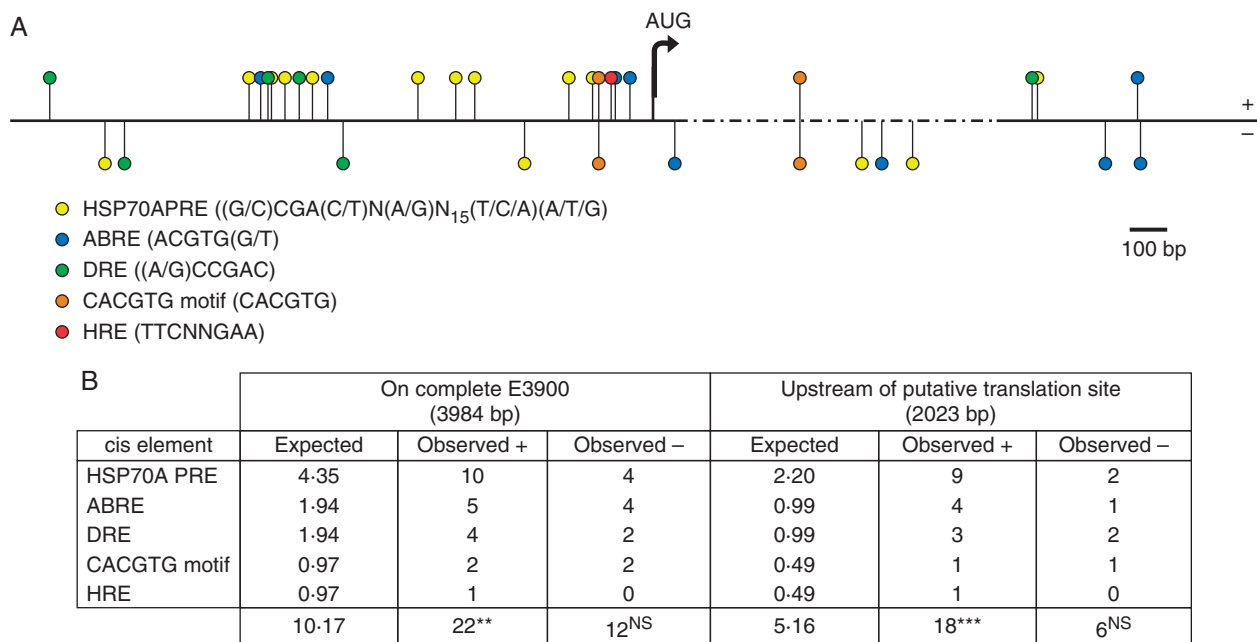 A
AUG
+
–
HSP70APRE ((G/C)CGA(C/T)N(A/G)N15(T/C/A)(A/T/G)
ABRE (ACGTG(G/T)
DRE ((A/G)CCGAC)
CACGTG motif (CACGTG)
HRE (TTCNNGAA)
100 bp
B
On complete E3900 (3984 bp) Upstream of putative translation site (2023 bp)
cis element Expected Observed + Observed – Expected Observed + Observed –
HSP70A PRE 4·35 10 4 2·20 9 2
ABRE 1·94 5 4 0·99 4 1
DRE 1·94 4 2 0·99 3 2
CACGTG motif 0·97 2 2 0·49 1 1
HRE 0·97 1 0 0·49 1 0
10·17 22** 12NS 5·16 18*** 6NS